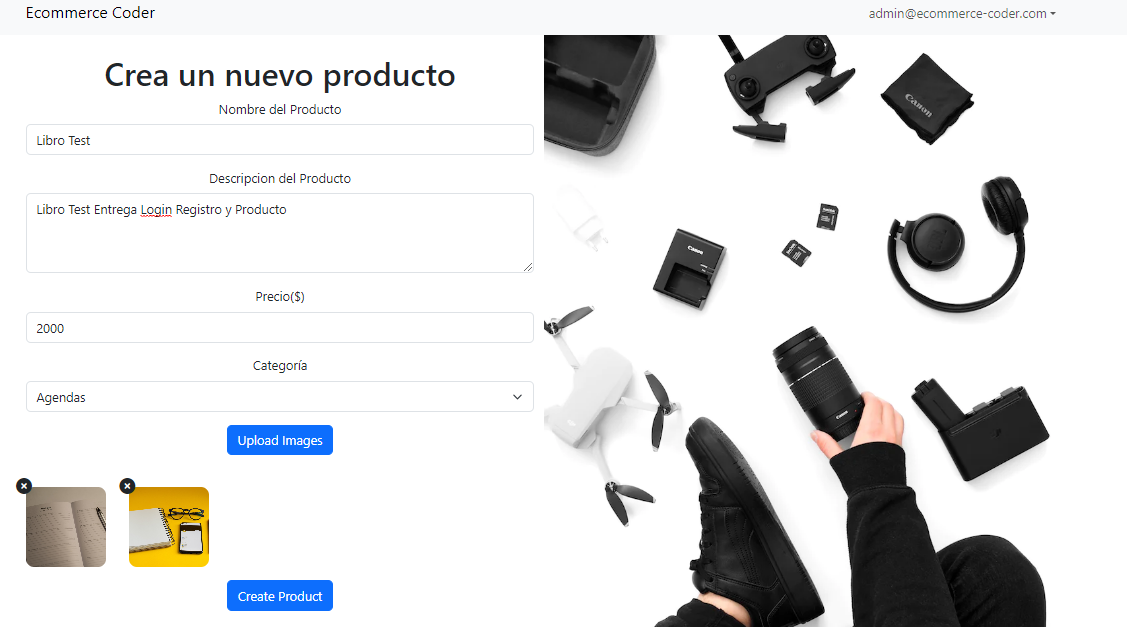 Ecommerce Coder
admin@ecommerce-coder.com
Crea un nuevo producto
Nombre del Producto
Libro Test
Descripcion del Producto
Libro Test Entrega Login Registro y Producto
Precio($)
2000
Categoría
Agendas
Upload Images
Create Product
Canon
Canon
Canon